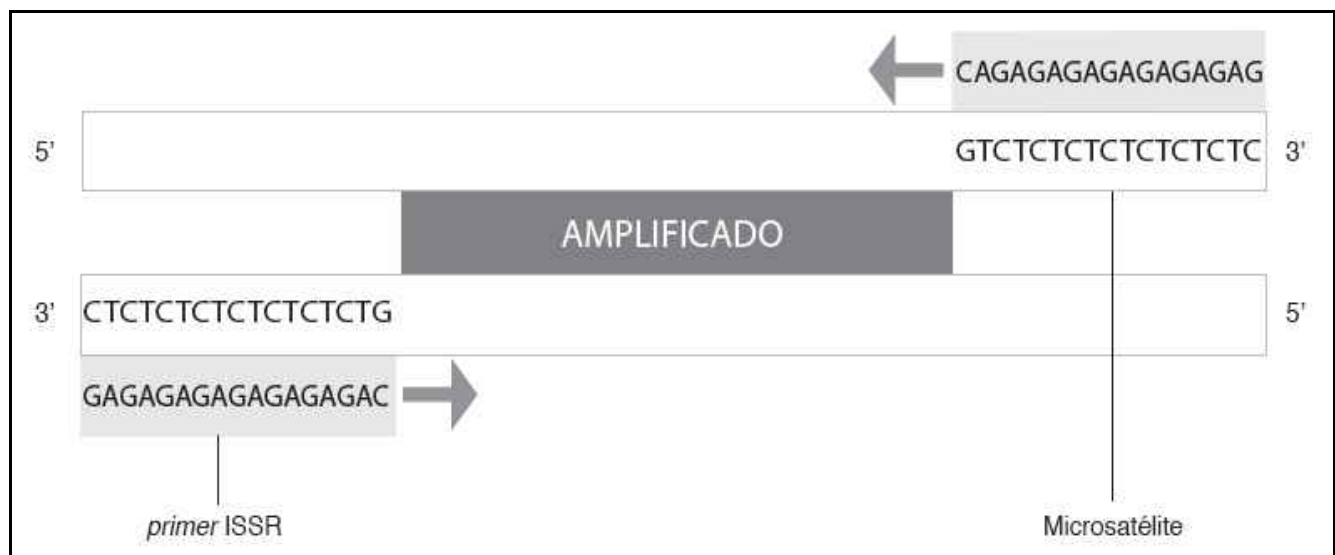 CAGAGAGAGAGAGAGAG
5’ GTCTCTCTCTCTCTCTC 3’
AMPLIFICADO
3’ CTCTCTCTCTCTCTCTG 5’
GAGAGAGAGAGAGAGAC
primer ISSR Microsatélite